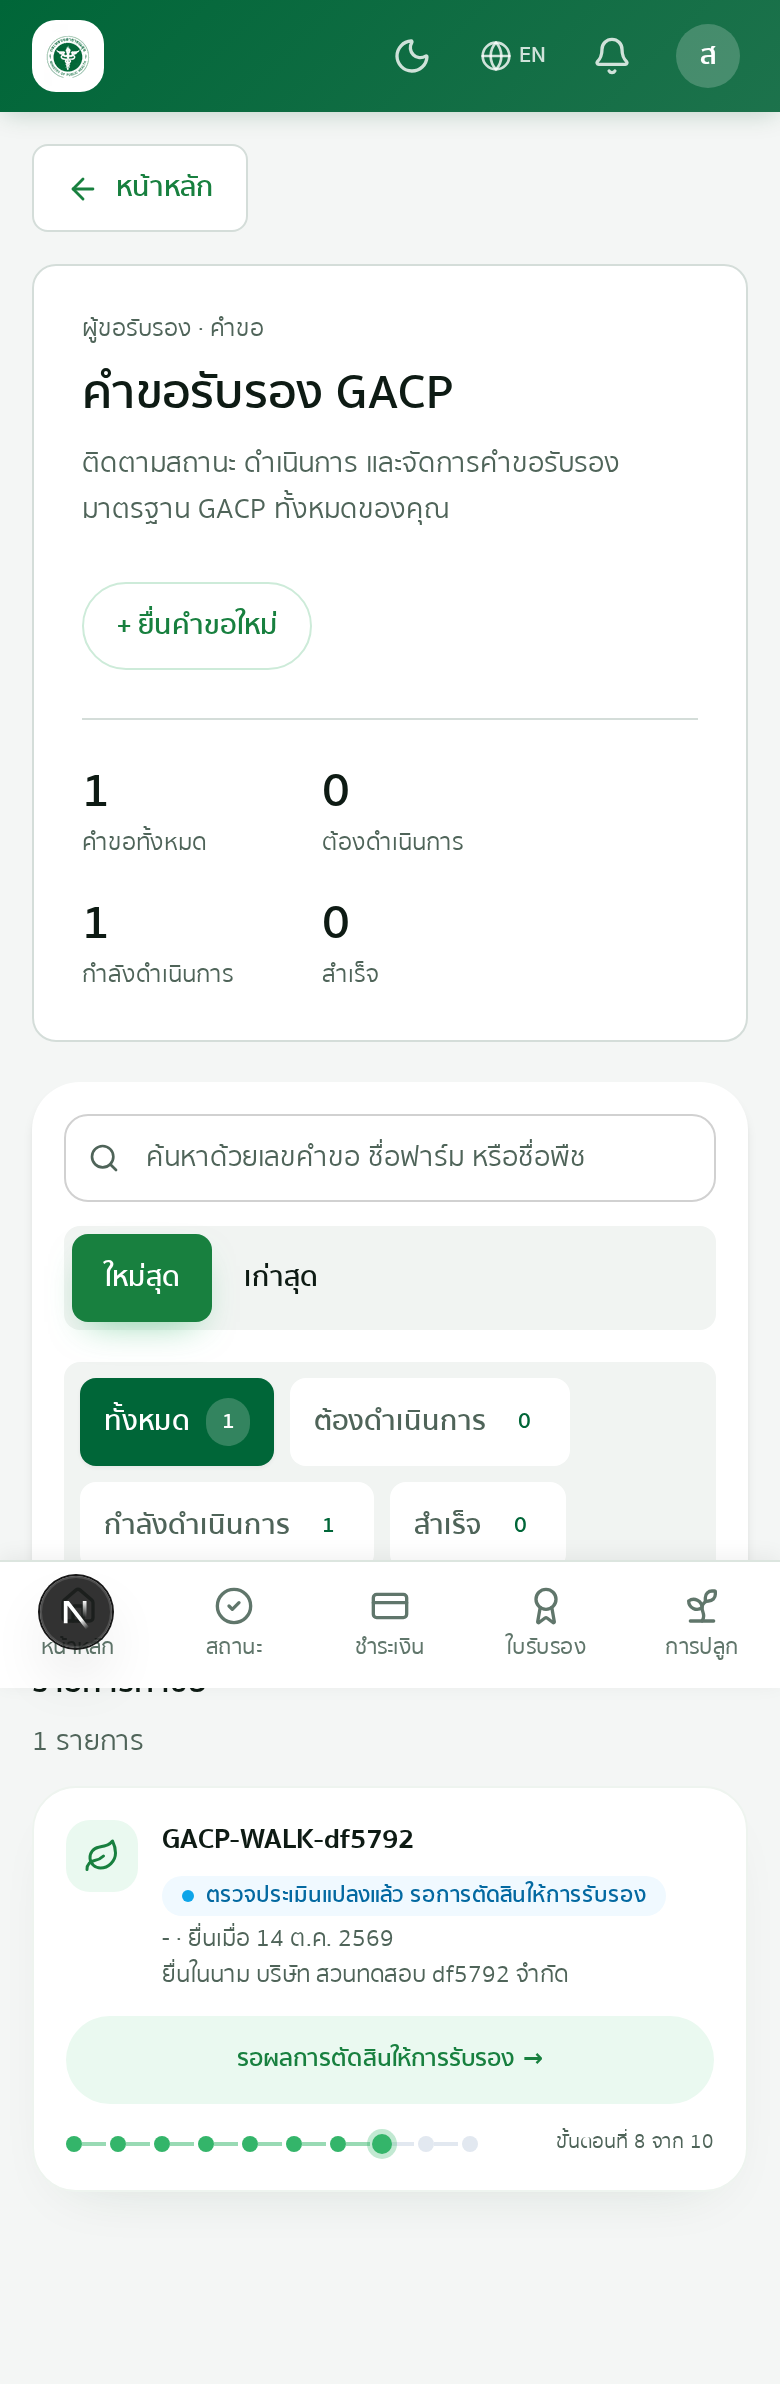 EN
ส
หน้าหลัก
ผู้ขอรับรอง · คำขอ
คำขอรับรอง GACP
ติดตามสถานะ ดำเนินการ และจัดการคำขอรับรอง
มาตรฐาน GACP ทั้งหมดของคุณ
+ ยื่นคำขอใหม่
1
คำขอทั้งหมด
0
ต้องดำเนินการ
1
กำลังดำเนินการ
0
สำเร็จ
ค้นหาด้วยเลขคำขอ ชื่อฟาร์ม หรือชื่อพืช
ใหม่สุด
เก่าสุด
ทั้งหมด 1
ต้องดำเนินการ 0
กำลังดำเนินการ 1
สำเร็จ 0
N
หน้าหลัก
สถานะ
ชำระเงิน
ใบรับรอง
การปลูก
1 รายการ
GACP-WALK-df5792
ตรวจประเมินแปลงแล้ว รอการตัดสินให้การรับรอง
- · ยื่นเมื่อ 14 ต.ค. 2569
ยื่นในนาม บริษัท สวนทดสอบ df5792 จำกัด
รอผลการตัดสินให้การรับรอง →
ขั้นตอนที่ 8 จาก 10